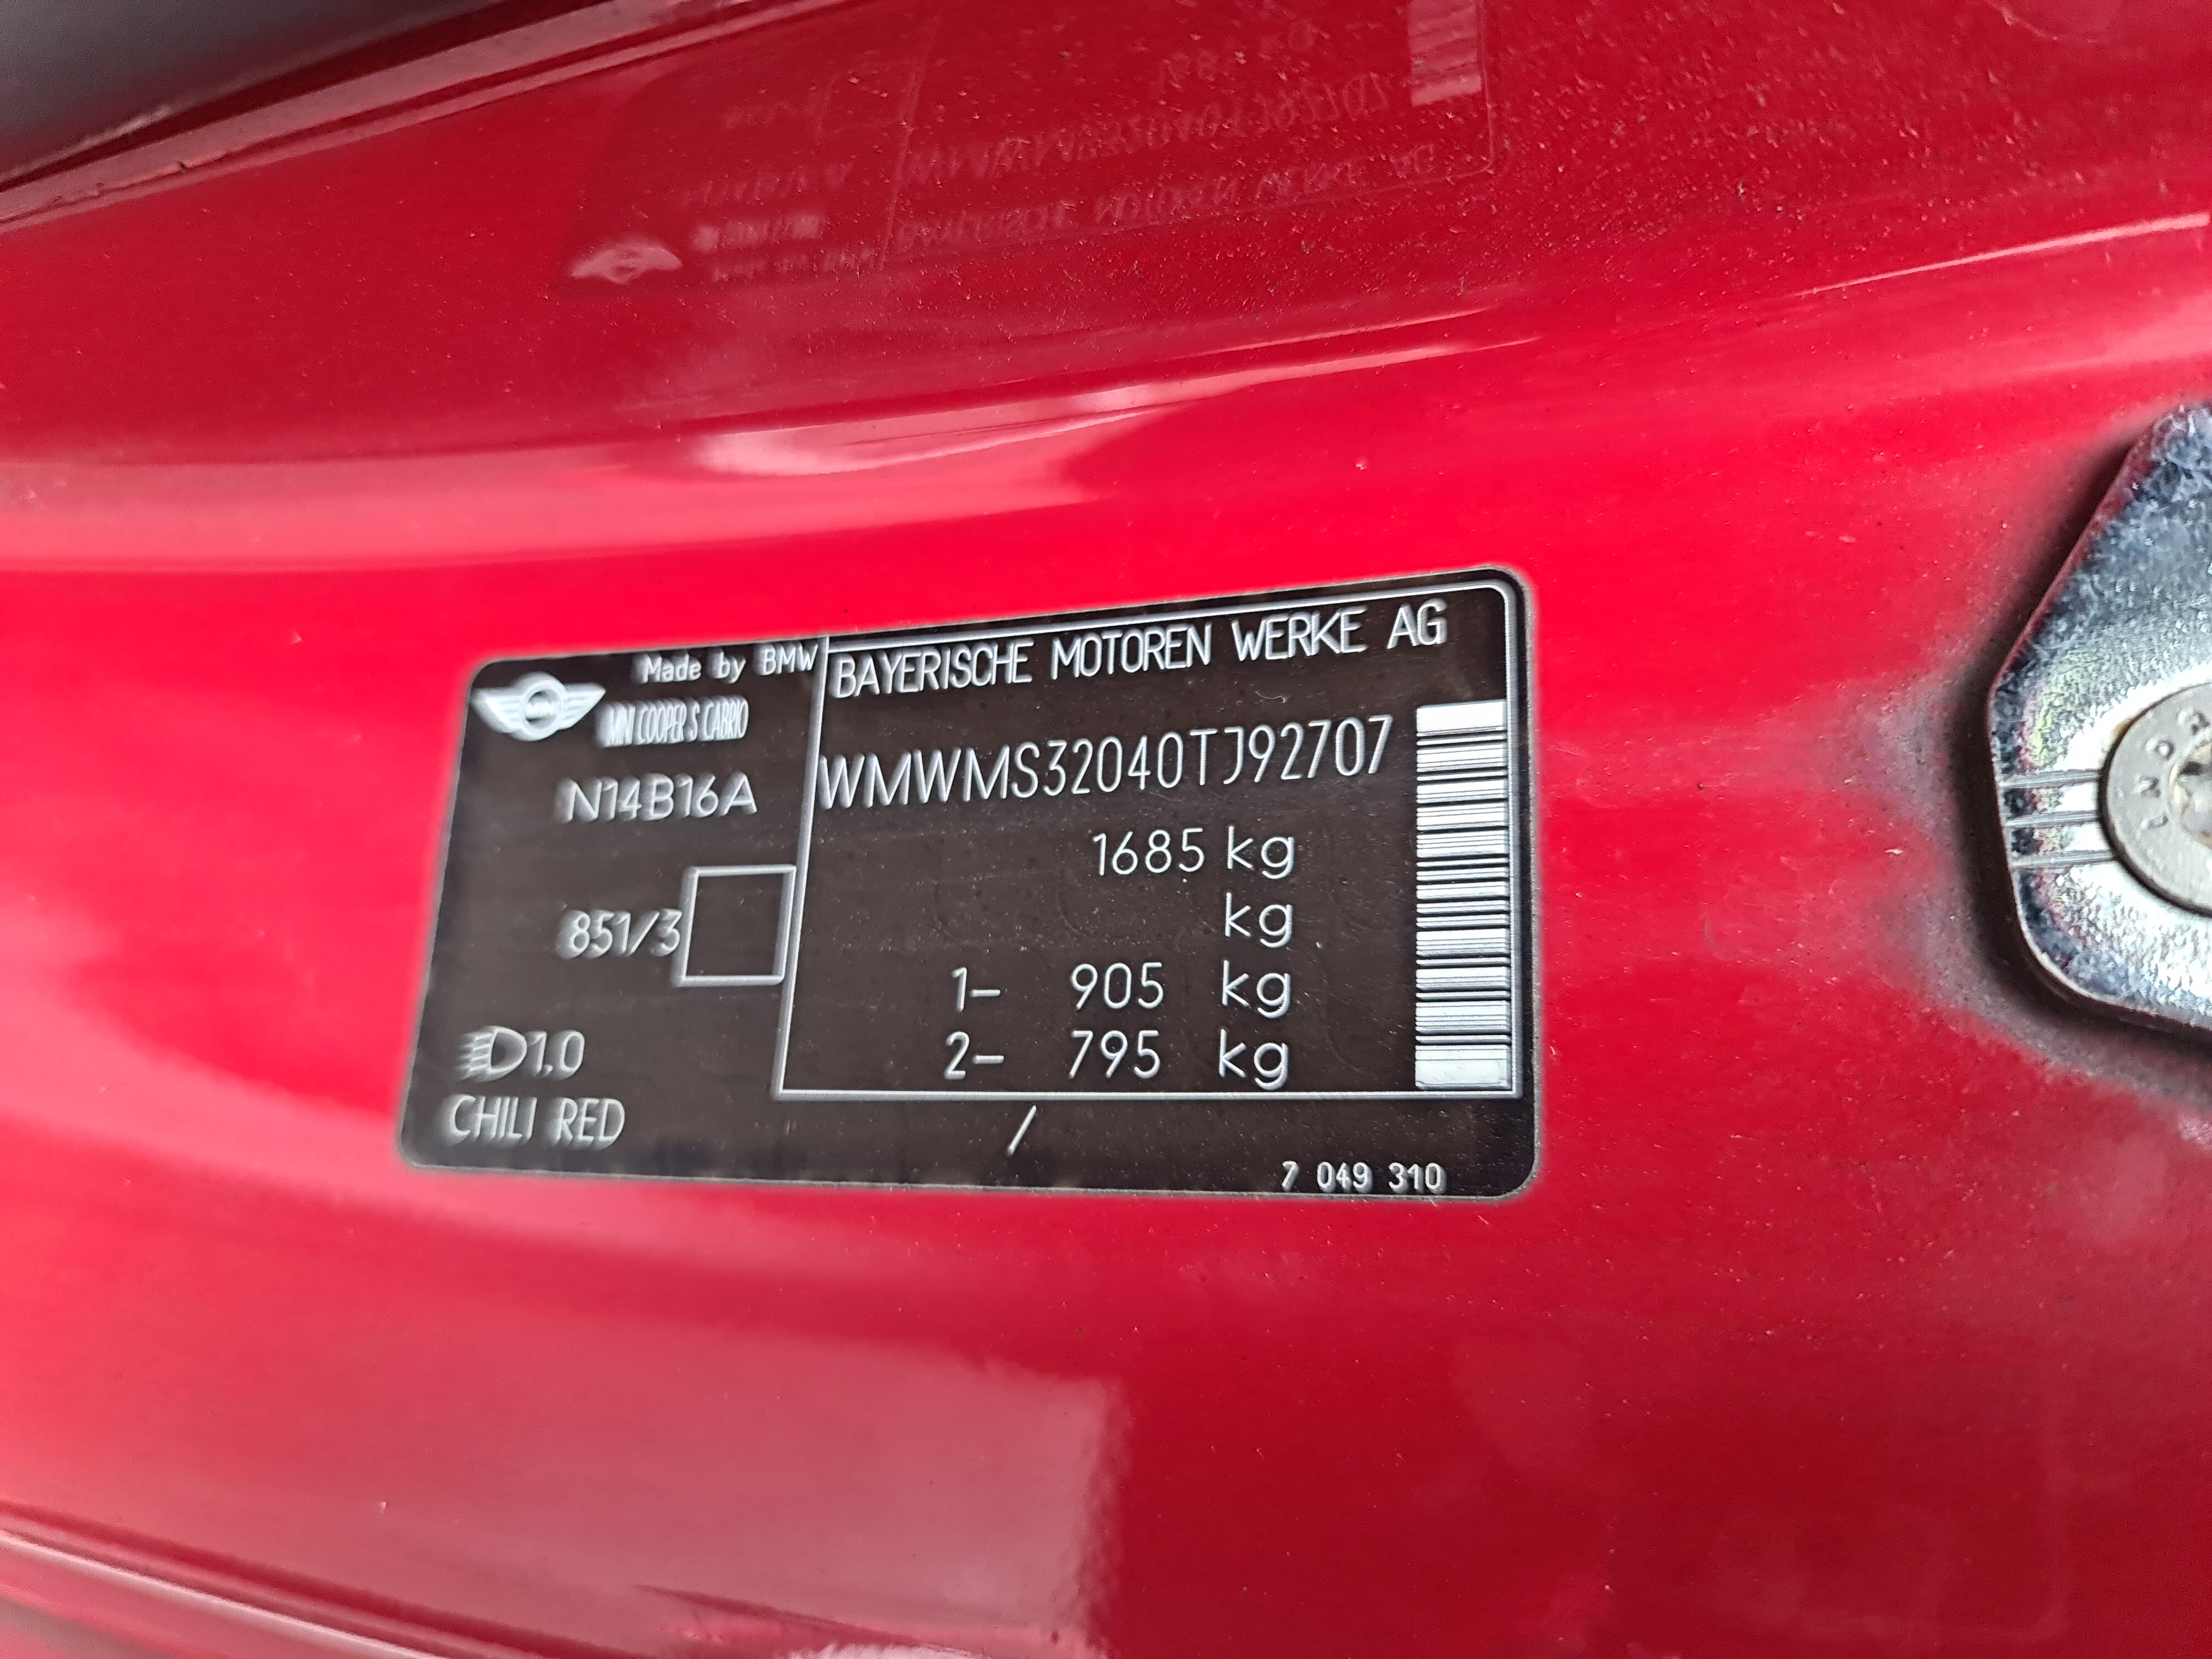 Made by BMW
MINI COOPER S CABRIO
N14B16A
851/3
1.0
CHILI RED
BAYERISCHE MOTOREN WERKE AG
WMWMS32040TJ92707
1685 kg
kg
1- 905 kg
2- 795 kg
/
7 049 310